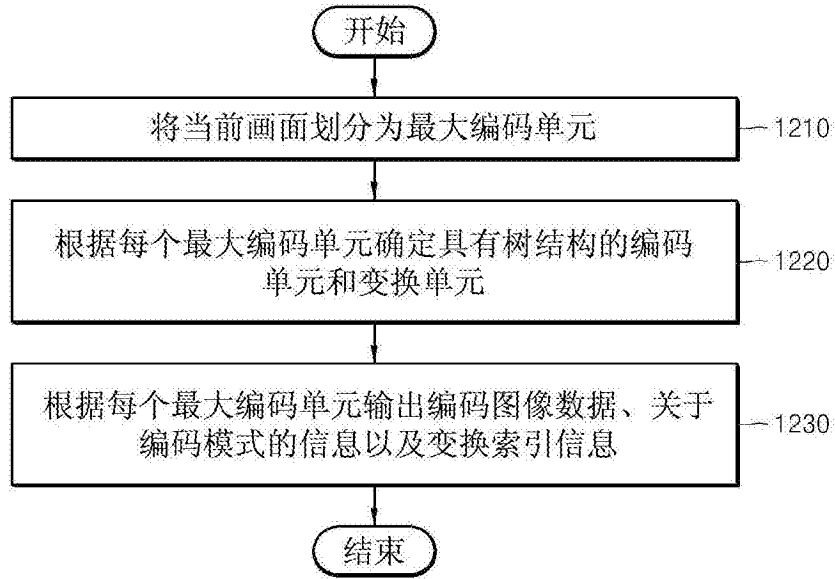 开始
将当前画面划分为最大编码单元
1210
根据每个最大编码单元确定具有树结构的编码
单元和变换单元
1220
根据每个最大编码单元输出编码图像数据、关于
编码模式的信息以及变换索引信息
1230
结束